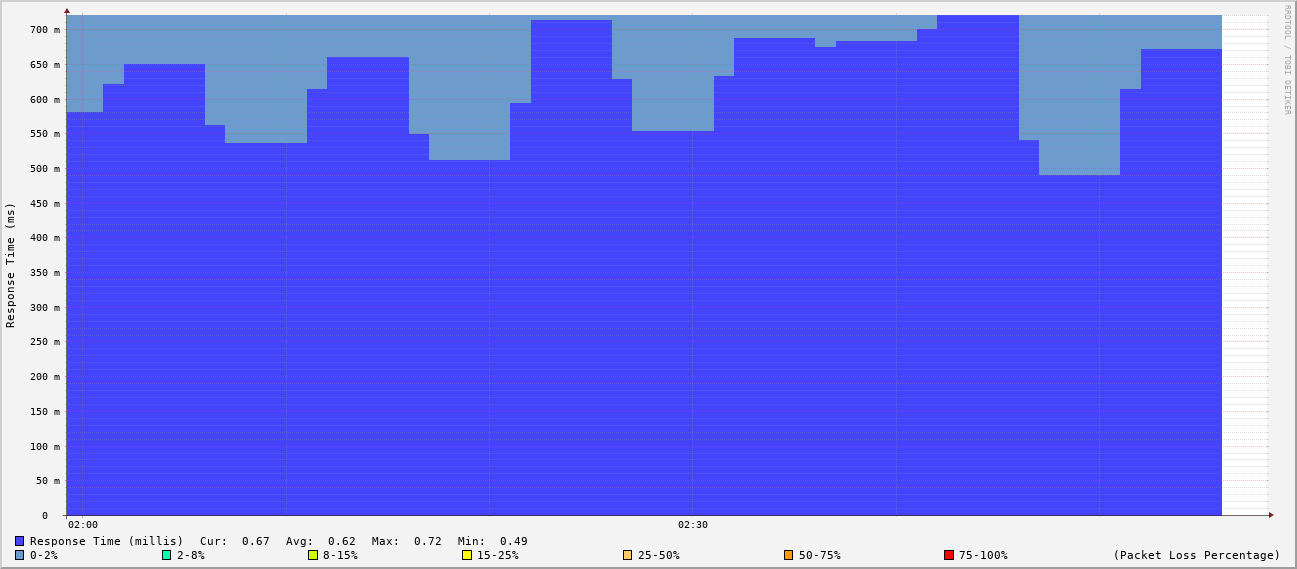 RRDTOOL / TOBI OETIKER
Response Time (ms)
700 m
650 m
600 m
550 m
500 m
450 m
400 m
350 m
300 m
250 m
200 m
150 m
100 m
50 m
0
02:00 02:30
Response Time (millis) Cur: 0.67 Avg: 0.62 Max: 0.72 Min: 0.49
0-2% 2-8% 8-15% 15-25% 25-50% 50-75% 75-100% (Packet Loss Percentage)